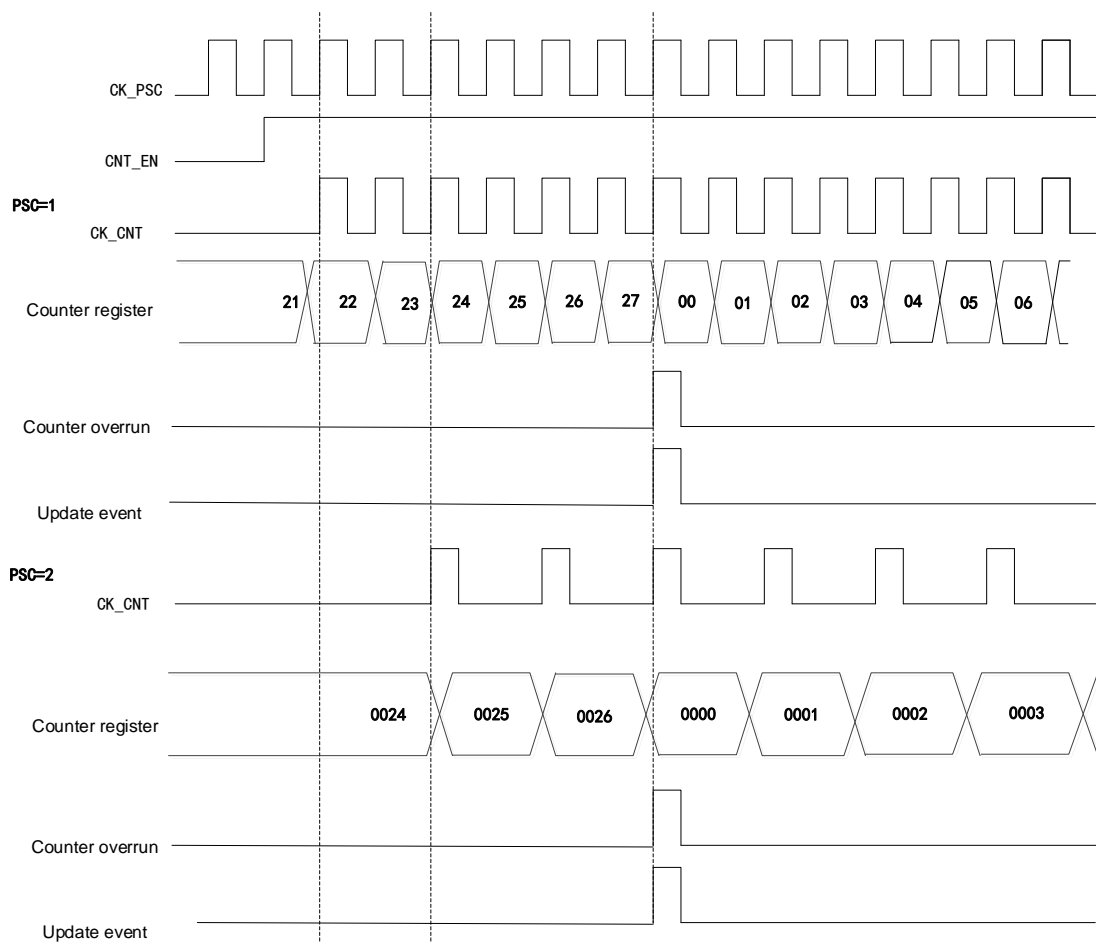 CK_PSC
CNT_EN
PSC=1
CK_CNT
Counter register 21 22 23 24 25 26 27 00 01 02 03 04 05 06
Counter overrun
Update event
PSC=2
CK_CNT
Counter register 0024 0025 0026 0000 0001 0002 0003
Counter overrun
Update event